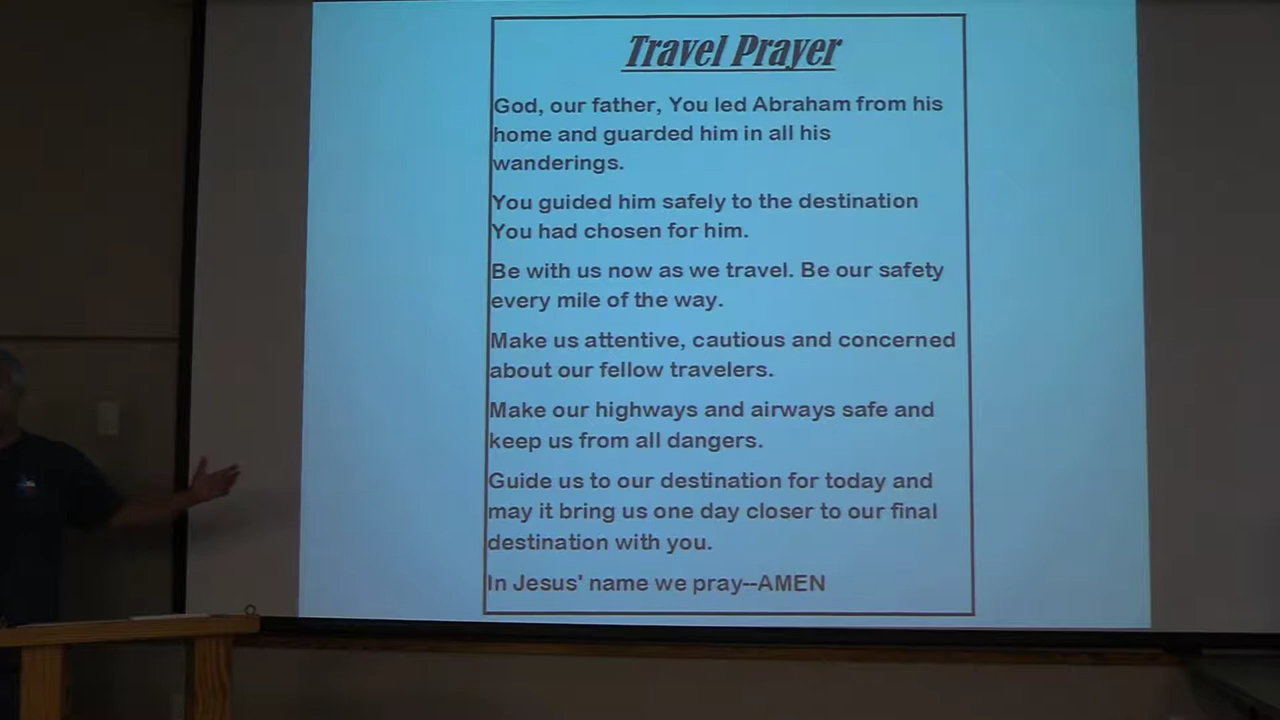 Travel Prayer
God, our father, You led Abraham from his
home and guarded him in all his
wanderings.
You guided him safely to the destination
You had chosen for him.
Be with us now as we travel. Be our safety
every mile of the way.
Make us attentive, cautious and concerned
about our fellow travelers.
Make our highways and airways safe and
keep us from all dangers.
Guide us to our destination for today and
may it bring us one day closer to our final
destination with you.
In Jesus' name we pray--AMEN